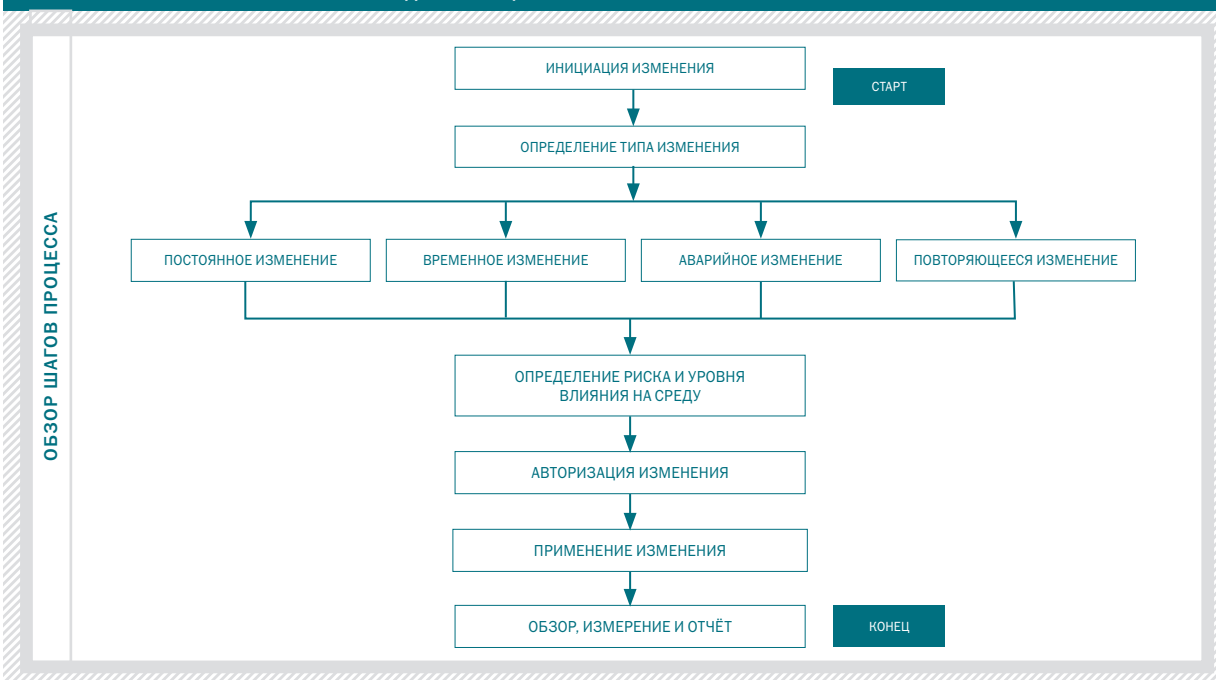 ОБЗОР ШАГОВ ПРОЦЕССА
ИНИЦИАЦИЯ ИЗМЕНЕНИЯ
СТАРТ
ОПРЕДЕЛЕНИЕ ТИПА ИЗМЕНЕНИЯ
ПОСТОЯННОЕ ИЗМЕНЕНИЕ
ВРЕМЕННОЕ ИЗМЕНЕНИЕ
АВАРИЙНОЕ ИЗМЕНЕНИЕ
ПОВТОРЯЮЩЕЕСЯ ИЗМЕНЕНИЕ
ОПРЕДЕЛЕНИЕ РИСКА И УРОВНЯ
ВЛИЯНИЯ НА СРЕДУ
АВТОРИЗАЦИЯ ИЗМЕНЕНИЯ
ПРИМЕНЕНИЕ ИЗМЕНЕНИЯ
ОБЗОР, ИЗМЕРЕНИЕ И ОТЧЁТ
КОНЕЦ